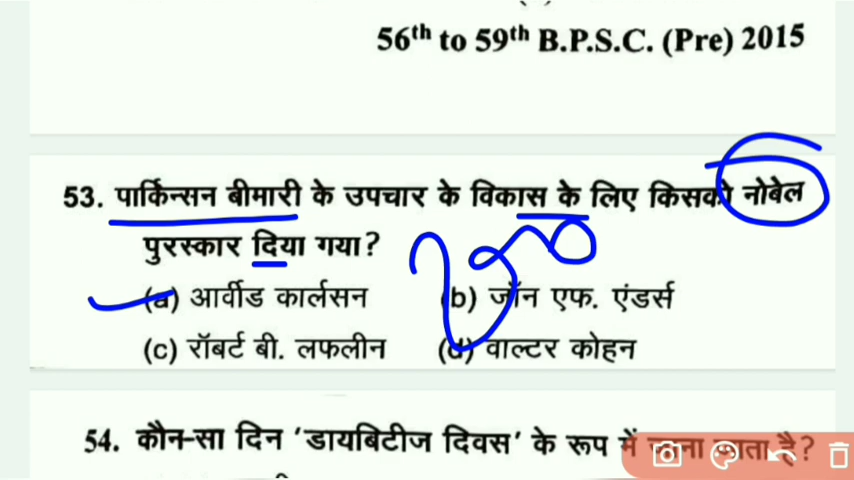 56th to 59th B.P.S.C. (Pre) 2015
53. पार्किन्सन बीमारी के उपचार के विकास के लिए किसको नोबेल
पुरस्कार दिया गया?
(a) आर्वीड कार्लसन (b) जॉन एफ. एंडर्स
(c) रॉबर्ट बी. लफलीन (d) वाल्टर कोहन
54. कौन-सा दिन 'डायबिटीज दिवस' के रूप में जाना जाता है?